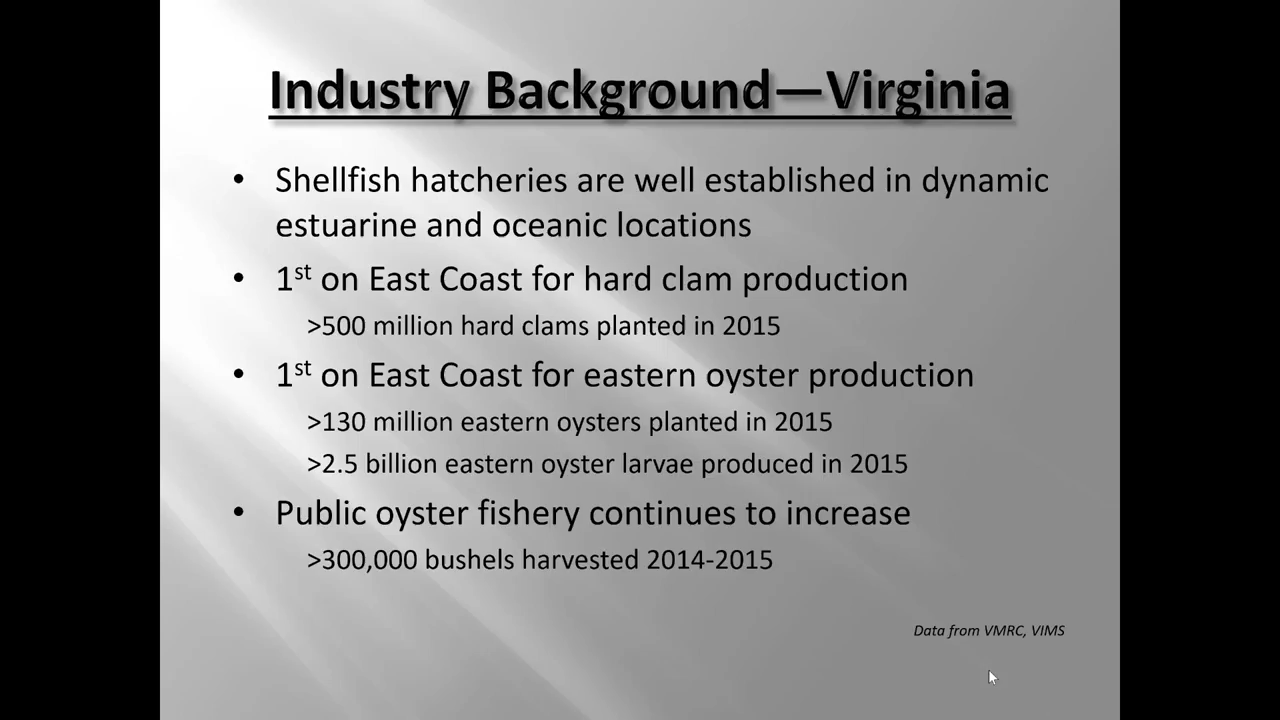 Industry Background—Virginia
• Shellfish hatcheries are well established in dynamic
estuarine and oceanic locations
• 1st on East Coast for hard clam production
>500 million hard clams planted in 2015
• 1st on East Coast for eastern oyster production
>130 million eastern oysters planted in 2015
>2.5 billion eastern oyster larvae produced in 2015
• Public oyster fishery continues to increase
>300,000 bushels harvested 2014-2015
Data from VMRC, VIMS